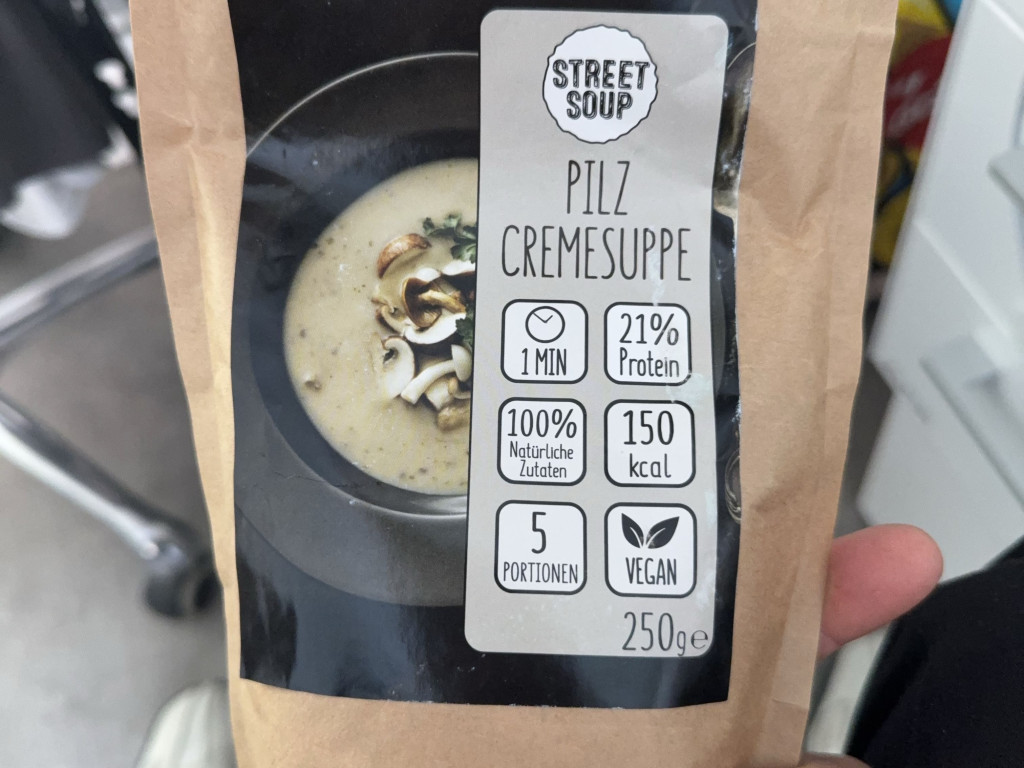 STREET
SOUP
PILZ
CREMESUPPE
1 MIN
21%
Protein
100%
Natürliche
Zutaten
150
kcal
5
PORTIONEN
VEGAN
250g e